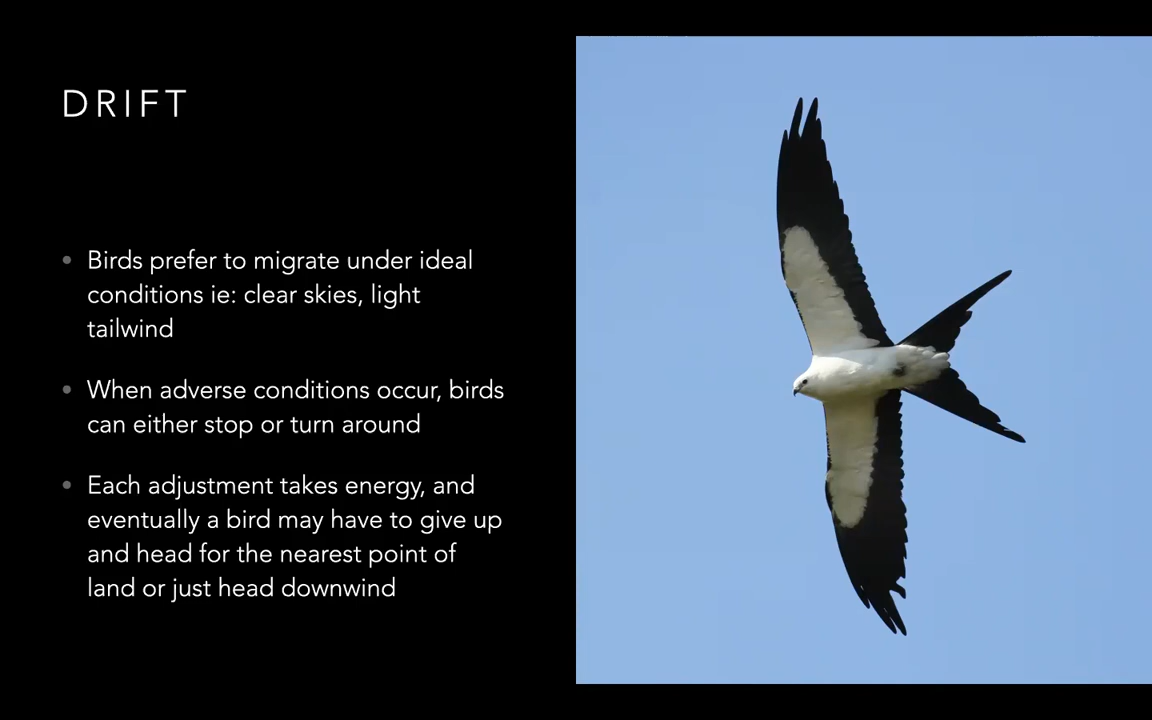 DRIFT
• Birds prefer to migrate under ideal
conditions ie: clear skies, light
tailwind
• When adverse conditions occur, birds
can either stop or turn around
• Each adjustment takes energy, and
eventually a bird may have to give up
and head for the nearest point of
land or just head downwind